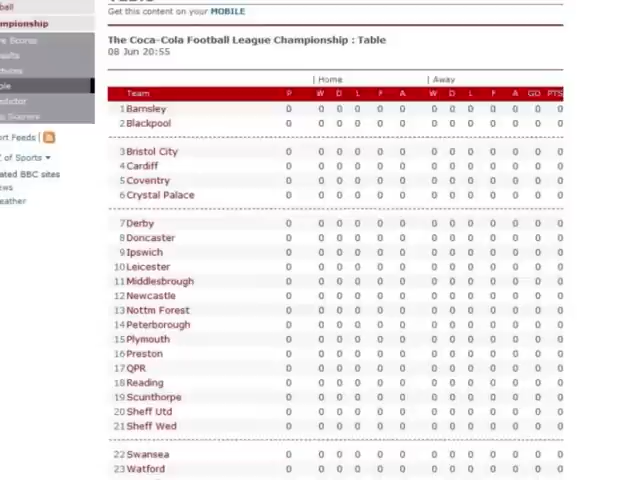 ball
Get this content on your MOBILE
mpionship
The Coca-Cola Football League Championship : Table
08 Jun 20:55
ve Scores
sults
xtures
ble
edictor
ort Feeds |
of Sports
ated BBC sites
ews
eather
| Home | Away
Team P W D L F A W D L F A GD PTS
1 Barnsley 0 0 0 0 0 0 0 0 0 0 0 0 0
2 Blackpool 0 0 0 0 0 0 0 0 0 0 0 0 0
3 Bristol City 0 0 0 0 0 0 0 0 0 0 0 0 0
4 Cardiff 0 0 0 0 0 0 0 0 0 0 0 0 0
5 Coventry 0 0 0 0 0 0 0 0 0 0 0 0 0
6 Crystal Palace 0 0 0 0 0 0 0 0 0 0 0 0 0
7 Derby 0 0 0 0 0 0 0 0 0 0 0 0 0
8 Doncaster 0 0 0 0 0 0 0 0 0 0 0 0 0
9 Ipswich 0 0 0 0 0 0 0 0 0 0 0 0 0
10 Leicester 0 0 0 0 0 0 0 0 0 0 0 0 0
11 Middlesbrough 0 0 0 0 0 0 0 0 0 0 0 0 0
12 Newcastle 0 0 0 0 0 0 0 0 0 0 0 0 0
13 Nottm Forest 0 0 0 0 0 0 0 0 0 0 0 0 0
14 Peterborough 0 0 0 0 0 0 0 0 0 0 0 0 0
15 Plymouth 0 0 0 0 0 0 0 0 0 0 0 0 0
16 Preston 0 0 0 0 0 0 0 0 0 0 0 0 0
17 QPR 0 0 0 0 0 0 0 0 0 0 0 0 0
18 Reading 0 0 0 0 0 0 0 0 0 0 0 0 0
19 Scunthorpe 0 0 0 0 0 0 0 0 0 0 0 0 0
20 Sheff Utd 0 0 0 0 0 0 0 0 0 0 0 0 0
21 Sheff Wed 0 0 0 0 0 0 0 0 0 0 0 0 0
22 Swansea 0 0 0 0 0 0 0 0 0 0 0 0 0
23 Watford 0 0 0 0 0 0 0 0 0 0 0 0 0